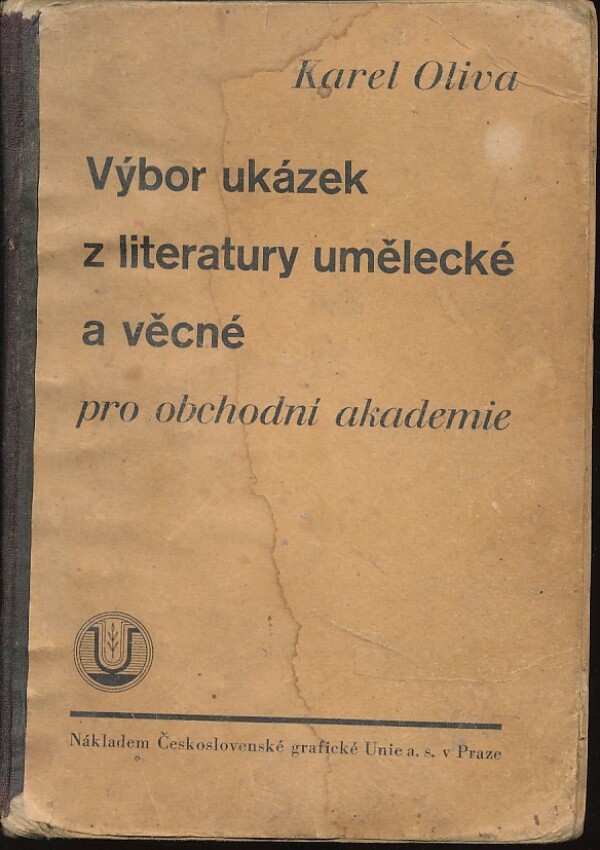 Karel Oliva
Výbor ukázek
z literatury umělecké
a věcné
pro obchodní akademie
U
Nákladem Československé grafické Unie a. s. v Praze